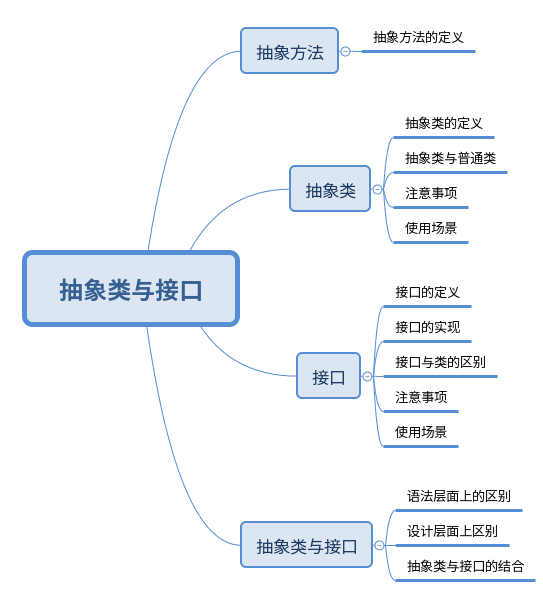 抽象类与接口
抽象方法
抽象方法的定义
抽象类
抽象类的定义
抽象类与普通类
注意事项
使用场景
接口
接口的定义
接口的实现
接口与类的区别
注意事项
使用场景
抽象类与接口
语法层面上的区别
设计层面上区别
抽象类与接口的结合